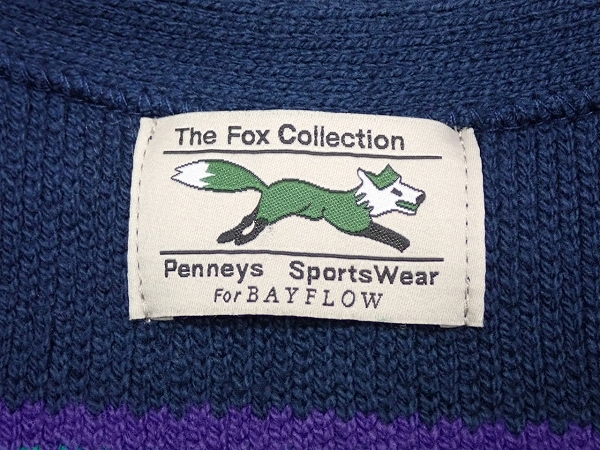 The Fox Collection
Penneys SportsWear
For BAYFLOW